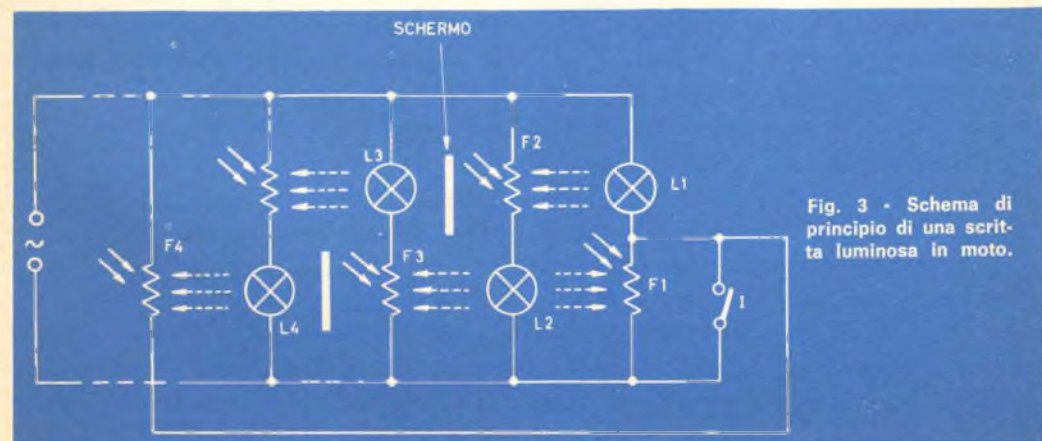 SCHERMO
F2
L3
L1
F4
F3
F1
I
L4
L2
Fig. 3 - Schema di
principio di una scrit-
ta luminosa in moto.